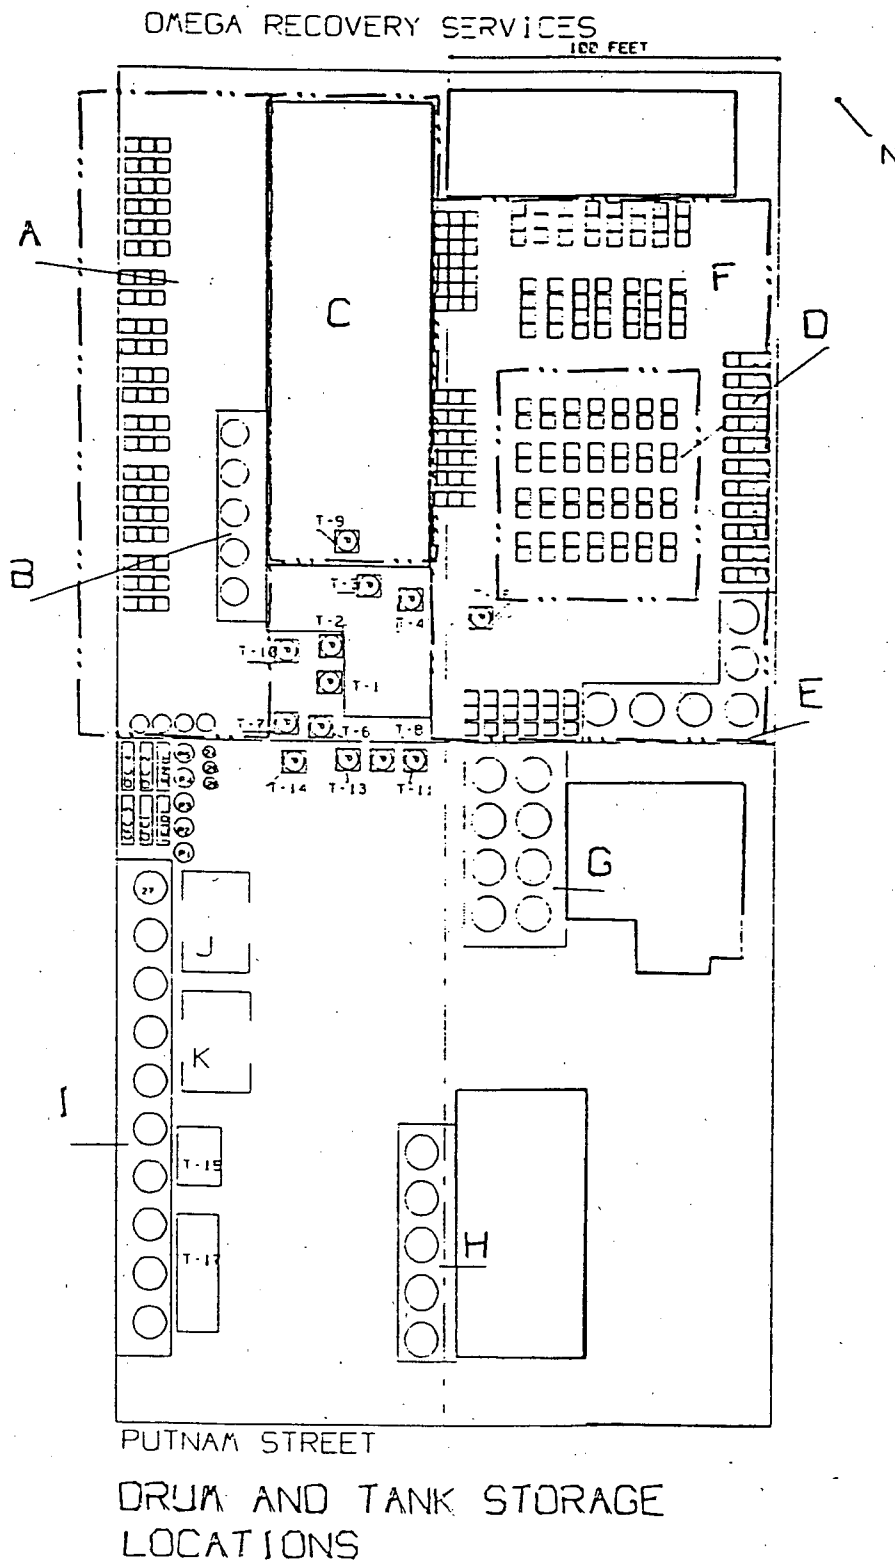 OMEGA RECOVERY SERVICES
100 FEET
N
A
F
C
D
T-9
B
T-3
T-4
T-2
T-10
T-1
E
T-7
T-6
T-8
T-14
T-13
T-11
G
27
J
K
I
T-15
T-17
H
PUTNAM STREET
DRUM AND TANK STORAGE
LOCATIONS